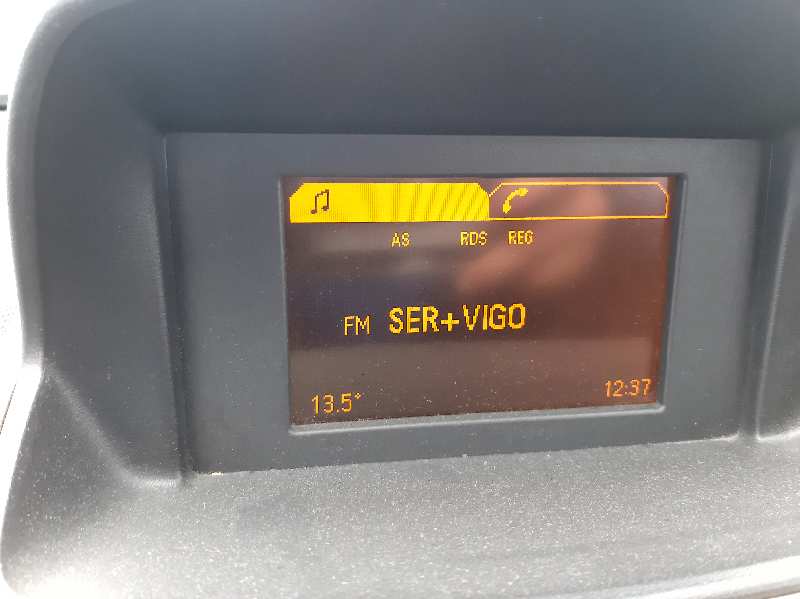 AS RDS REG
FM SER+VIGO
13.5° 12:37